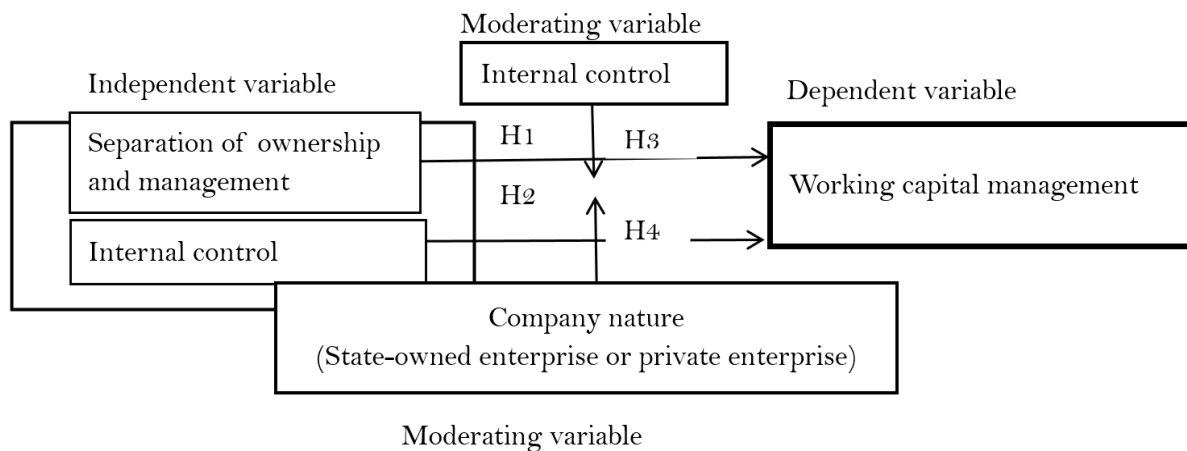 Moderating variable
Internal control
Independent variable
Dependent variable
Separation of ownership
and management
H1
H3
Working capital management
H2
Internal control
H4
Company nature
(State-owned enterprise or private enterprise)
Moderating variable